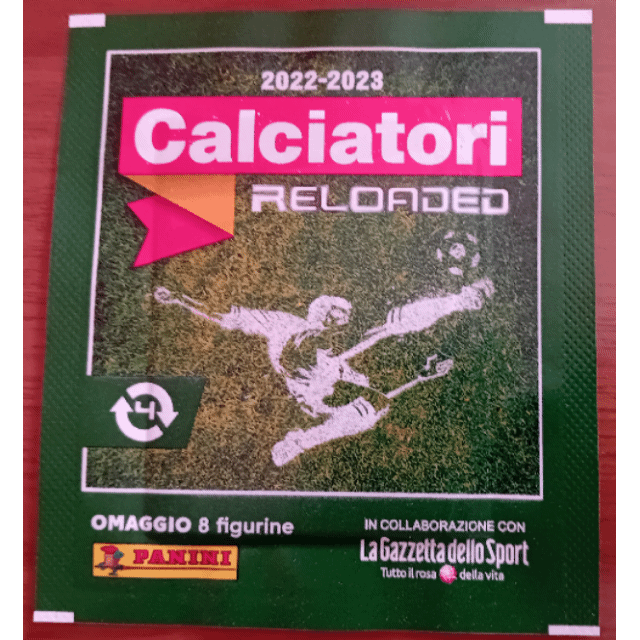 2022-2023
Calciatori
RELOADED
4
OMAGGIO 8 figurine
PANINI
IN COLLABORAZIONE CON
La Gazzetta dello Sport
Tutto il rosa della vita